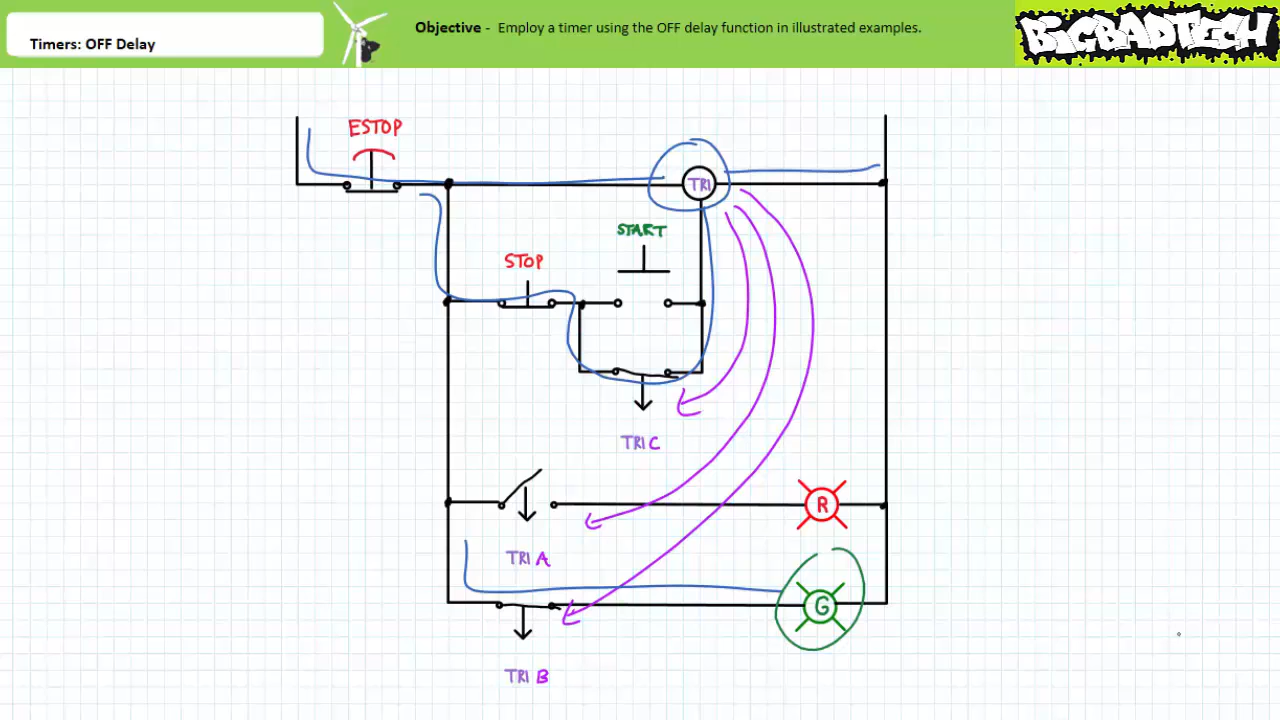 Timers: OFF Delay
Objective - Employ a timer using the OFF delay function in illustrated examples.
BIGBADTECH
ESTOP
TR1
START
STOP
TR1 C
R
TR1 A
G
TR1 B